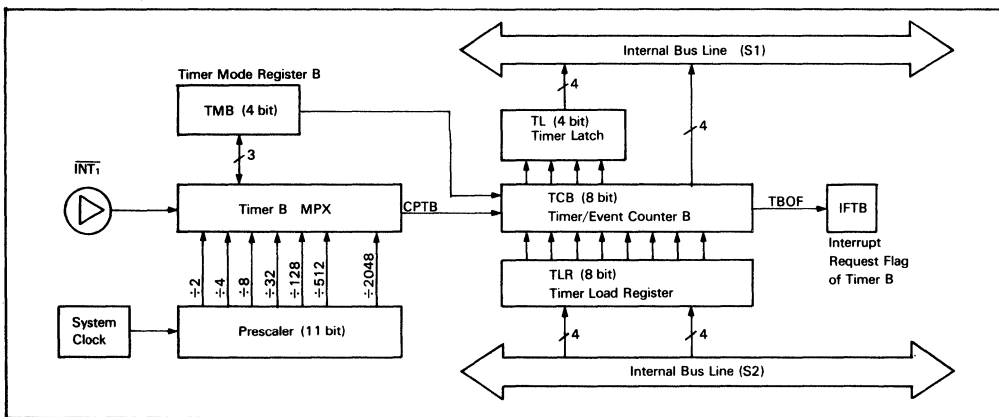 Internal Bus Line (S1)
Timer Mode Register B
TMB (4 bit)
4
TL (4 bit)
Timer Latch
4
3
INT₁
Timer B MPX
CPTB
TCB (8 bit)
Timer/Event Counter B
TBOF
IFTB
Interrupt
Request Flag
of Timer B
÷2
÷4
÷8
÷32
÷128
÷512
÷2048
TLR (8 bit)
Timer Load Register
System
Clock
Prescaler (11 bit)
4
4
Internal Bus Line (S2)